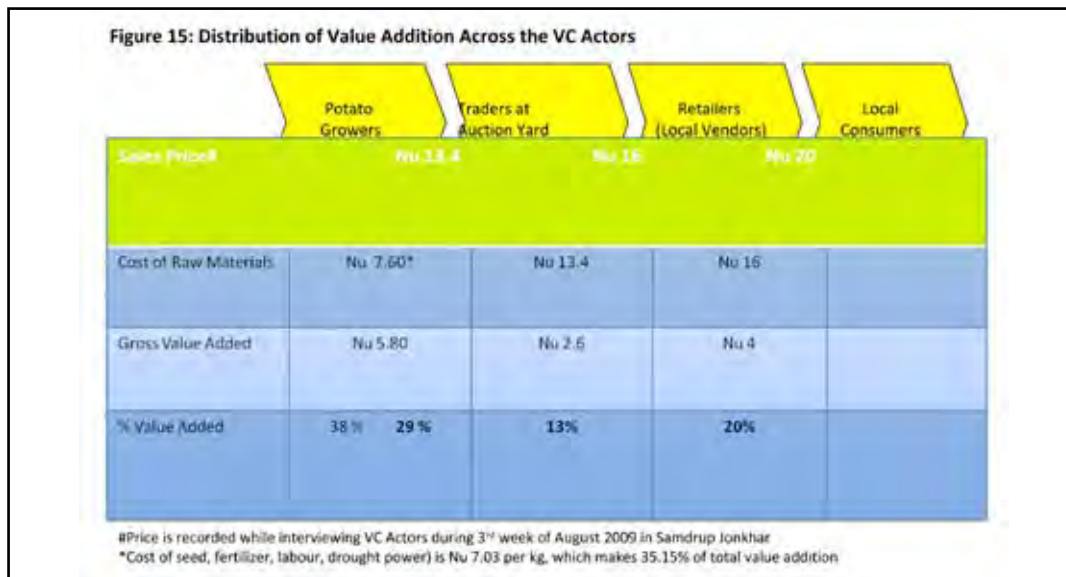 Figure 15: Distribution of Value Addition Across the VC Actors
Potato Growers
Traders at Auction Yard
Retailers (Local Vendors)
Local Consumers
Sales Price# Nu 13.4 Nu 16 Nu 20
Cost of Raw Materials Nu 7.60* Nu 13.4 Nu 16
Gross Value Added Nu 5.80 Nu 2.6 Nu 4
% Value Added 38 % 29 % 13% 20%
#Price is recorded while interviewing VC Actors during 3rd week of August 2009 in Samdrup Jonkhar
*Cost of seed, fertilizer, labour, drought power) is Nu 7.03 per kg, which makes 35.15% of total value addition